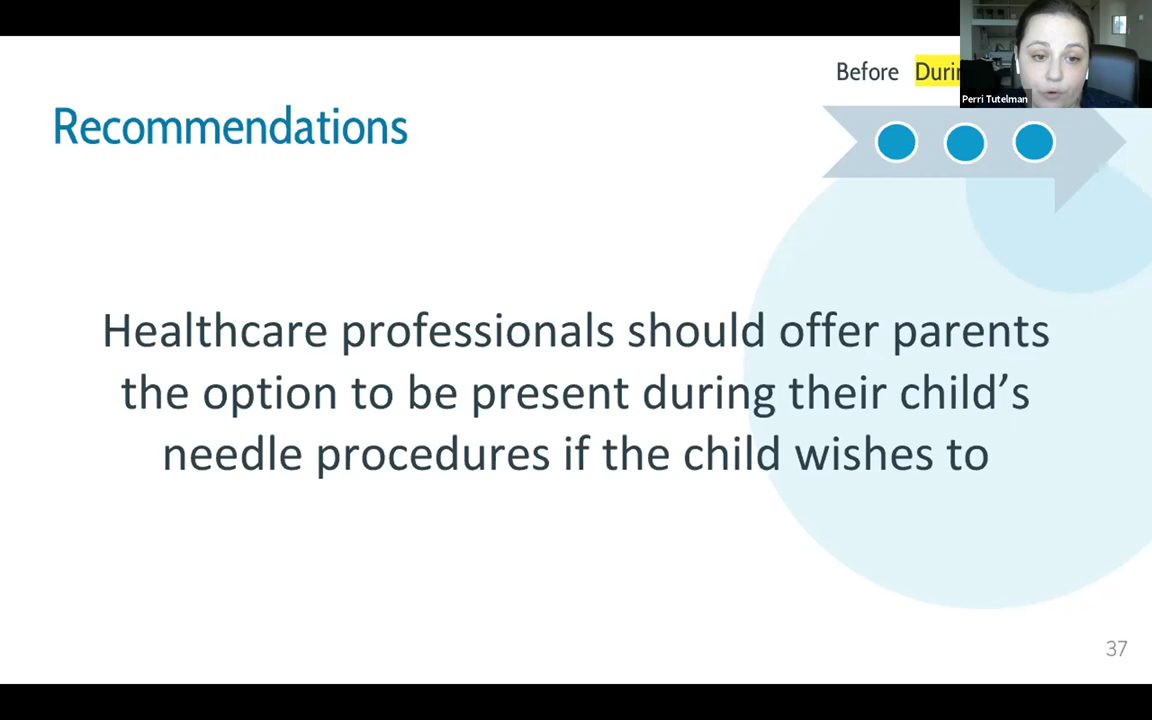 Before
Perri Tutelman
Recommendations
Healthcare professionals should offer parents
the option to be present during their child’s
needle procedures if the child wishes to
37